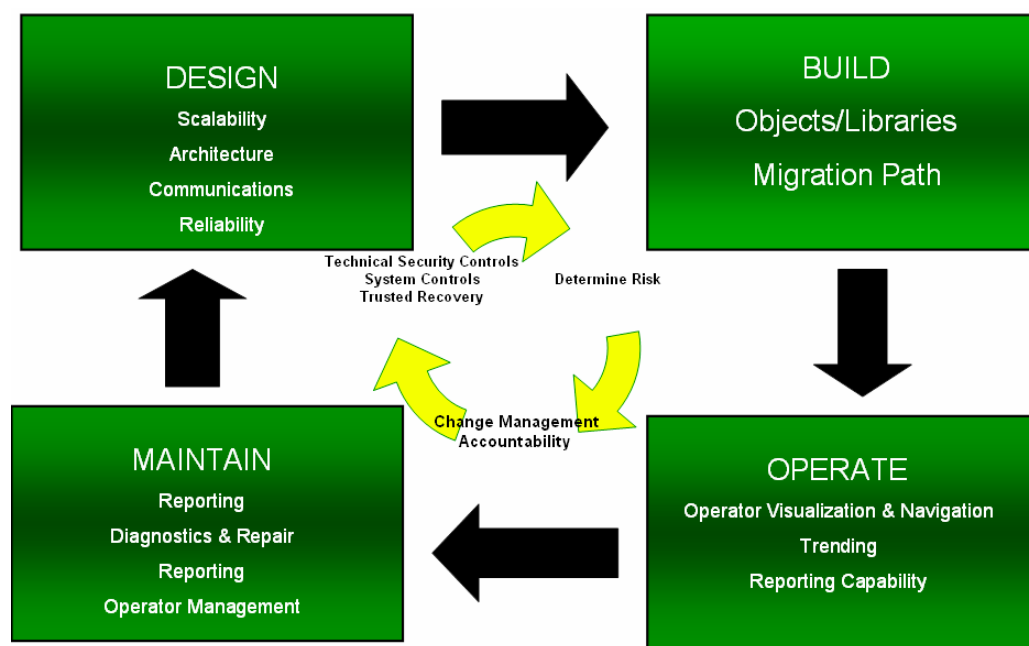 DESIGN
Scalability
Architecture
Communications
Reliability
BUILD
Objects/Libraries
Migration Path
Technical Security Controls
System Controls
Trusted Recovery
Determine Risk
Change Management
Accountability
MAINTAIN
Reporting
Diagnostics & Repair
Reporting
Operator Management
OPERATE
Operator Visualization & Navigation
Trending
Reporting Capability